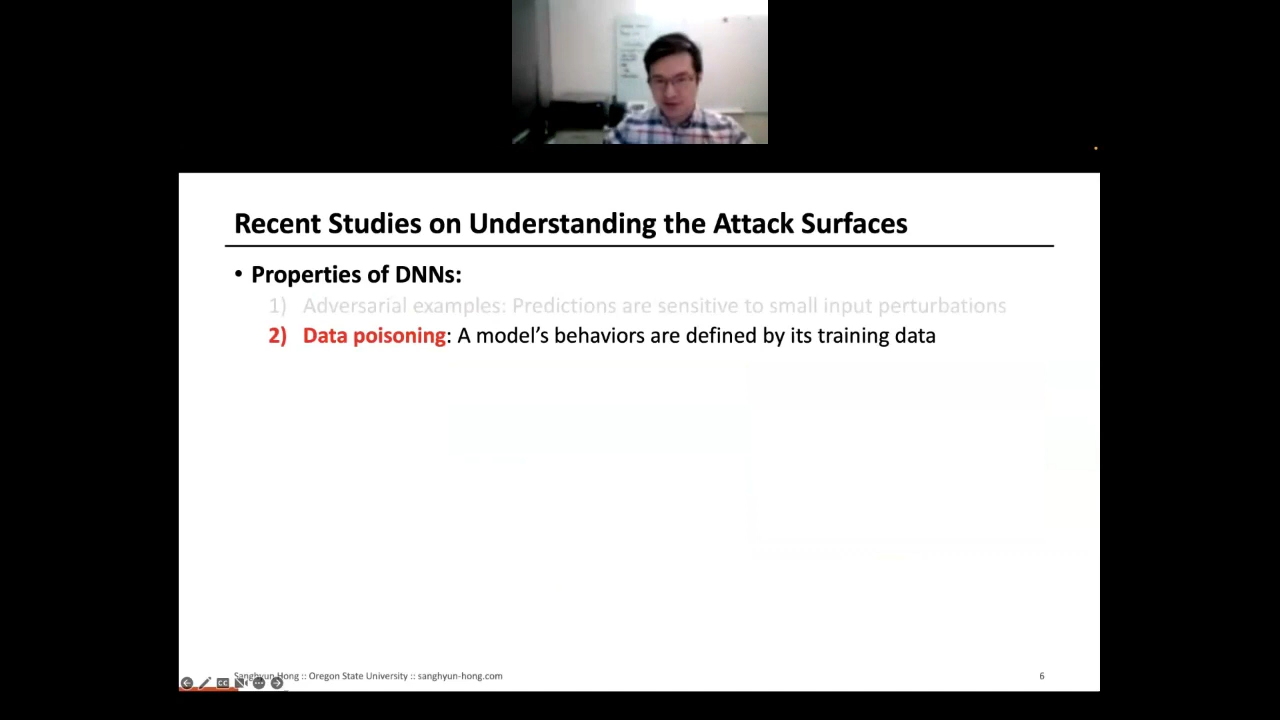 Recent Studies on Understanding the Attack Surfaces
• Properties of DNNs:
1) Adversarial examples: Predictions are sensitive to small input perturbations
2) Data poisoning: A model's behaviors are defined by its training data
Sanghyun Hong :: Oregon State University :: sanghyun-hong.com
6